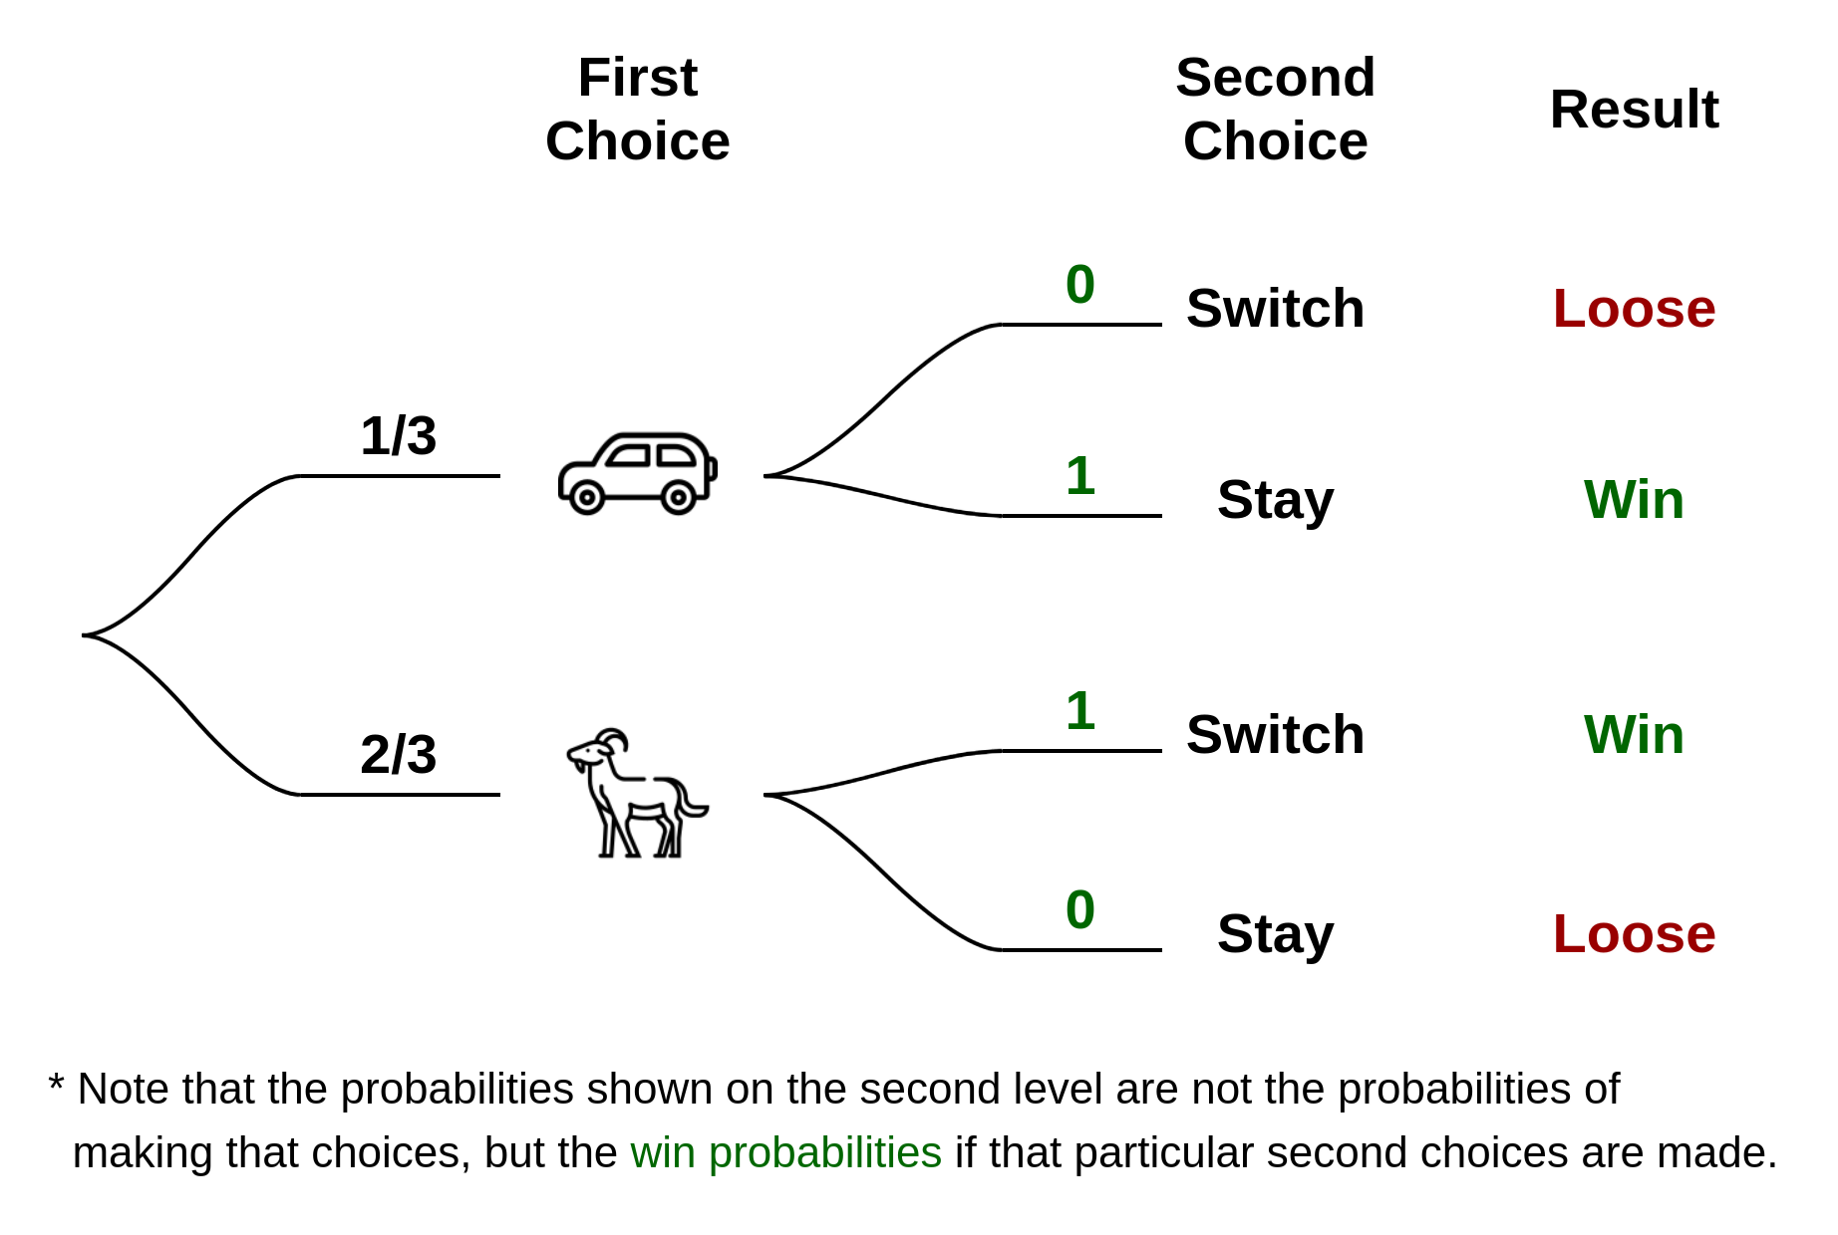 First
Choice
Second
Choice
Result
0
Switch
Loose
1/3
1
Stay
Win
1
Switch
Win
2/3
0
Stay
Loose
* Note that the probabilities shown on the second level are not the probabilities of
making that choices, but the win probabilities if that particular second choices are made.